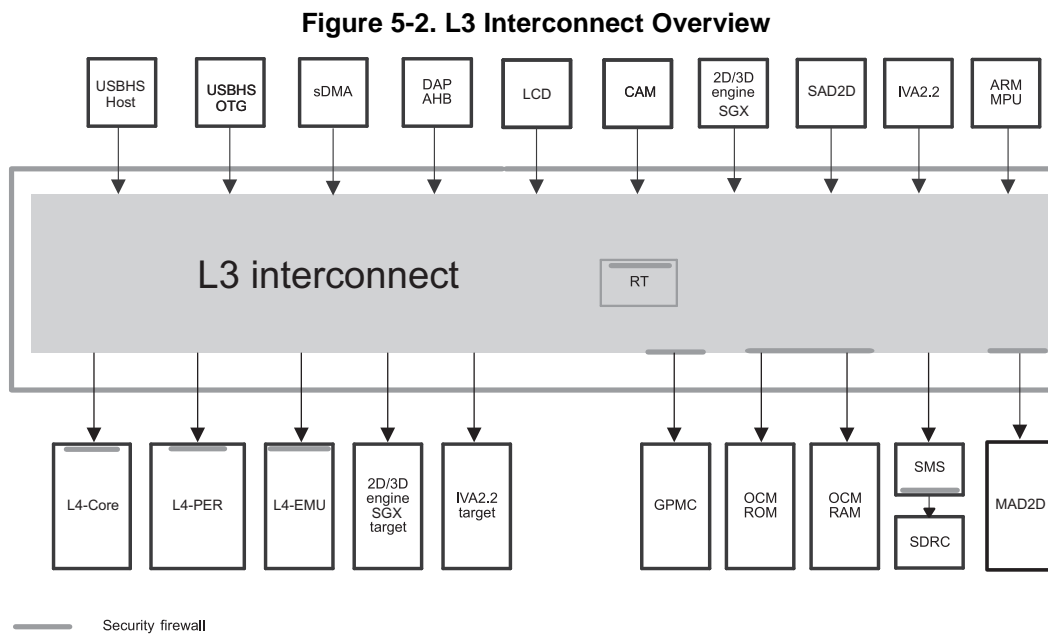 Figure 5-2. L3 Interconnect Overview
USBHS
Host
USBHS
OTG
sDMA
DAP
AHB
LCD
CAM
2D/3D
engine
SGX
SAD2D
IVA2.2
ARM
MPU
L3 interconnect
RT
L4-Core
L4-PER
L4-EMU
2D/3D
engine
SGX
target
IVA2.2
target
GPMC
OCM
ROM
OCM
RAM
SMS
SDRC
MAD2D
Security firewall